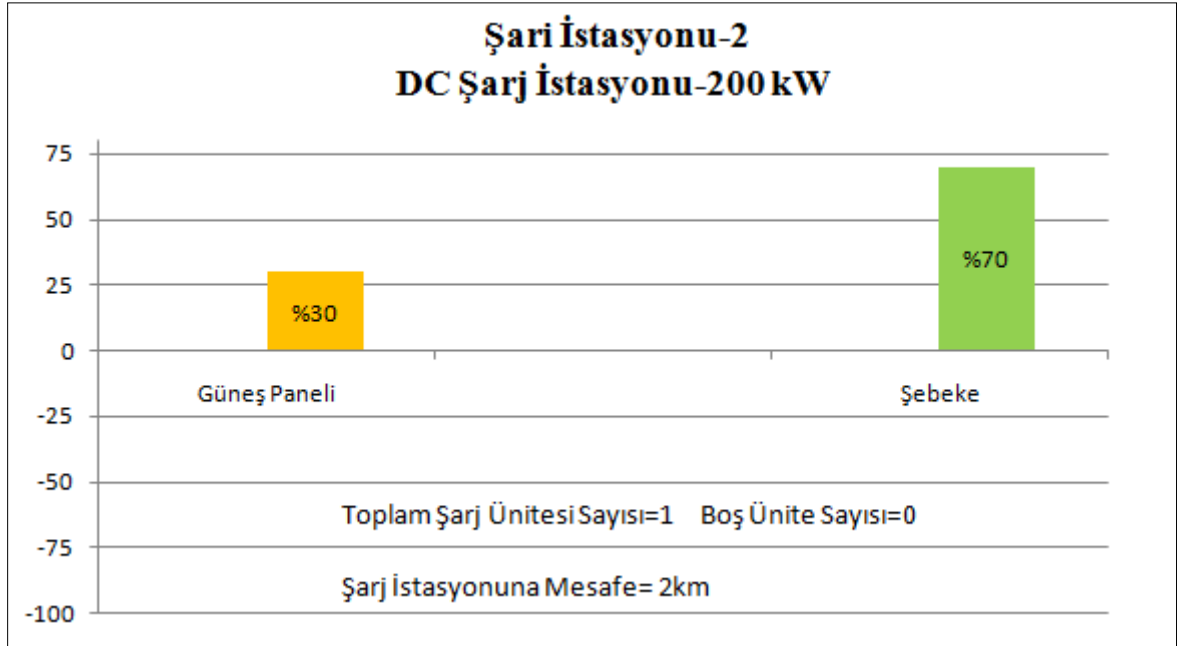 Şari İstasyonu-2
DC Şarj İstasyonu-200 kW
75
50
25
0
-25
-50
-75
-100
%30
%70
Güneş Paneli
Şebeke
Toplam Şarj Ünitesi Sayısı=1 Boş Ünite Sayısı=0
Şarj İstasyonuna Mesafe= 2km